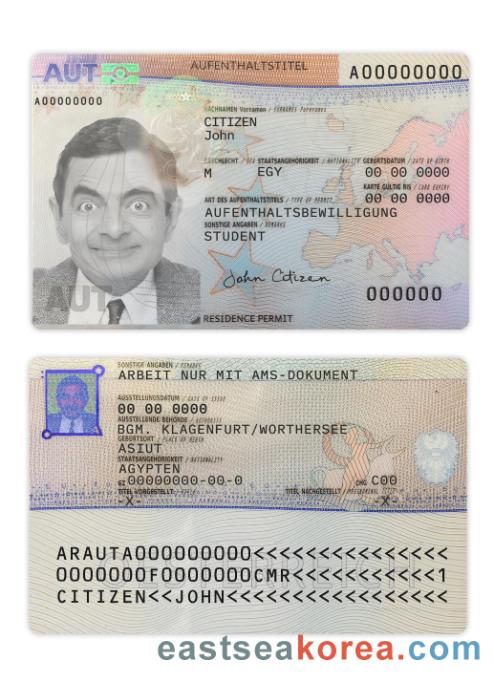 AUT
AUFENTHALTSTITEL
A00000000
A00000000
NACHNAMEN Vornamen / SURNAMES Forenames
CITIZEN
John
GESCHLECHT / SEX STAATSANGEHÖRIGKEIT / NATIONALITY GEBURTSDATUM / DATE OF BIRTH
M EGY 00 00 0000
KARTE GÜLTIG BIS / CARD EXPIRY
ART DES AUFENTHALTSTITELS / TYPE OF PERMIT 00 00 0000
AUFENTHALTSBEWILLIGUNG
SONSTIGE ANGABEN / REMARKS
STUDENT
John Citizen
000000
AUT
RESIDENCE PERMIT
SONSTIGE ANGABEN / REMARKS
ARBEIT NUR MIT AMS-DOKUMENT
AUSSTELLUNGSDATUM / DATE OF ISSUE
00 00 0000
AUSSTELLENDE BEHÖRDE / AUTHORITY
BGM. KLAGENFURT/WORTHERSEE
GEBURTSORT / PLACE OF BIRTH
ASIUT
STAATSANGEHÖRIGKEIT / NATIONALITY
AGYPTEN
GZ 00000000-00-0 CHG C00
TITEL VORGESTELLT / TITEL NACHGESTELLT /
-X- -X-
ÖSTERREICH
ARAUTA000000000<<<<<<<<<<<<<<<
0000000F0000000CMR<<<<<<<<<<<1
CITIZEN<<JOHN<<<<<<<<<<<<<<<<<
eastseakorea.com